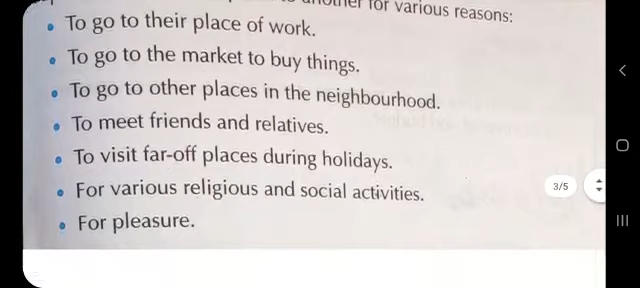 another for various reasons:
• To go to their place of work.
• To go to the market to buy things.
• To go to other places in the neighbourhood.
• To meet friends and relatives.
• To visit far-off places during holidays.
• For various religious and social activities.
• For pleasure.
3/5